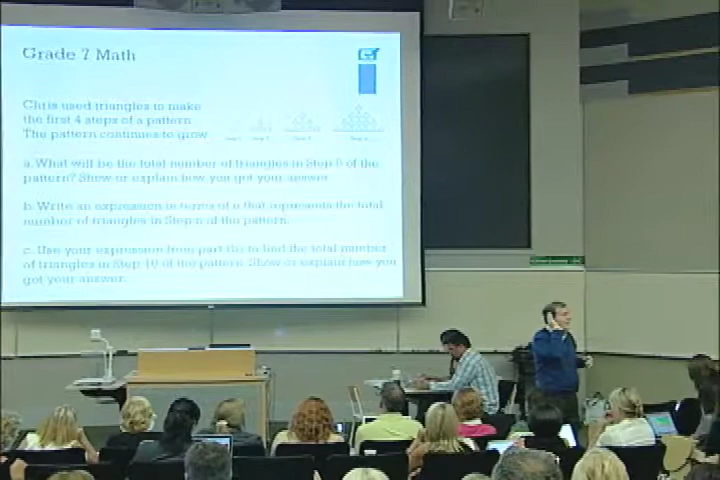 Grade 7 Math
Chris used triangles to make
the first 4 steps of a pattern
The pattern continues to grow
a. What will be the total number of triangles in Step 9 of the
pattern? Show or explain how you got your answer.
b. Write an expression in terms of n that represents the total
number of triangles in Step n of the pattern.
c. Use your expression from part (b) to find the total number
of triangles in Step 10 of the pattern. Show or explain how you
got your answer.